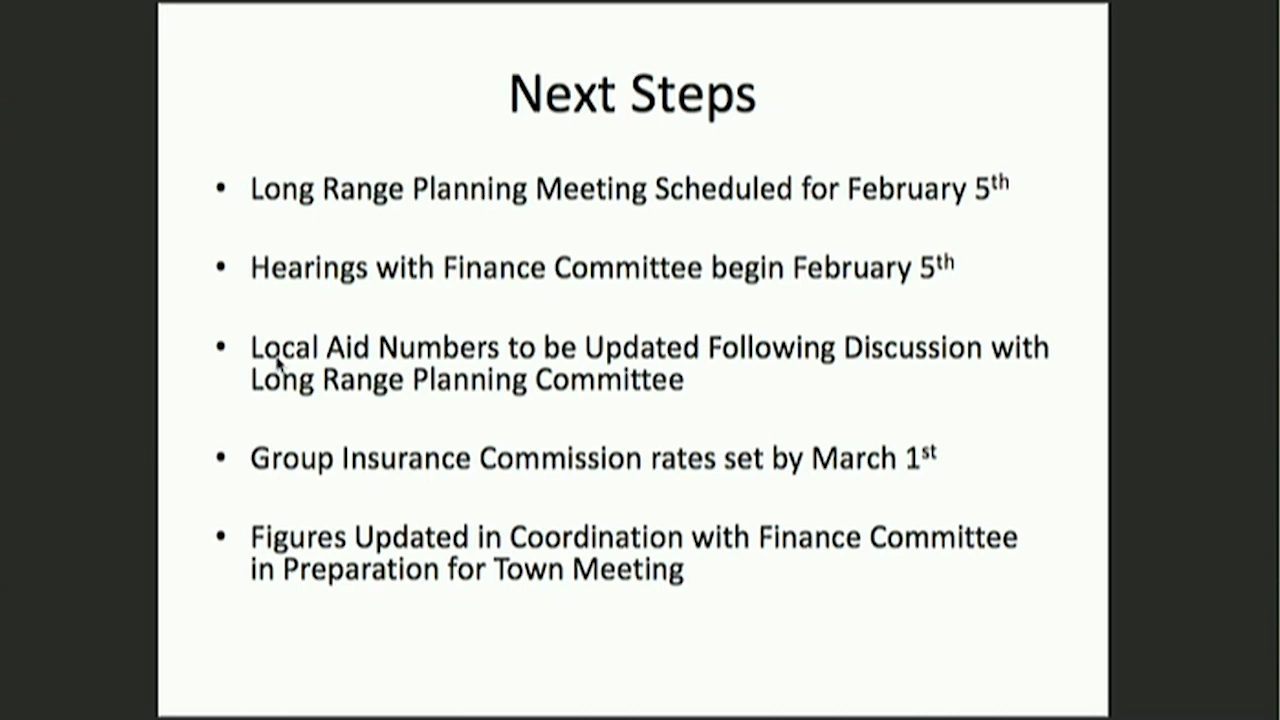 Next Steps
• Long Range Planning Meeting Scheduled for February 5th
• Hearings with Finance Committee begin February 5th
• Local Aid Numbers to be Updated Following Discussion with
Long Range Planning Committee
• Group Insurance Commission rates set by March 1st
• Figures Updated in Coordination with Finance Committee
in Preparation for Town Meeting